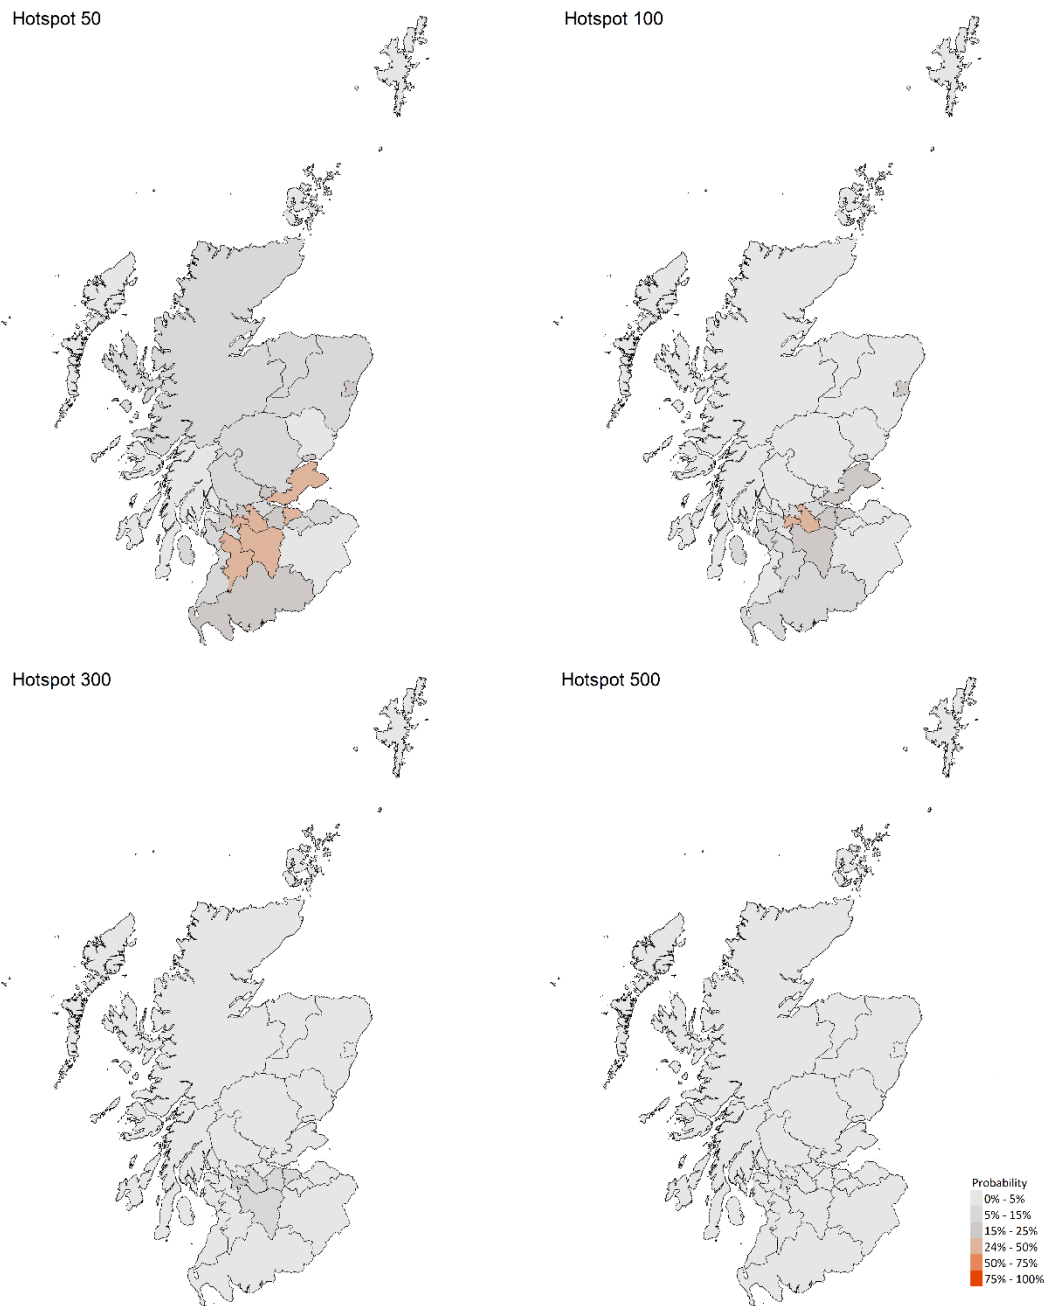 Hotspot 50
Hotspot 100
Hotspot 300
Hotspot 500
Probability
0% - 5%
5% - 15%
15% - 25%
24% - 50%
50% - 75%
75% - 100%